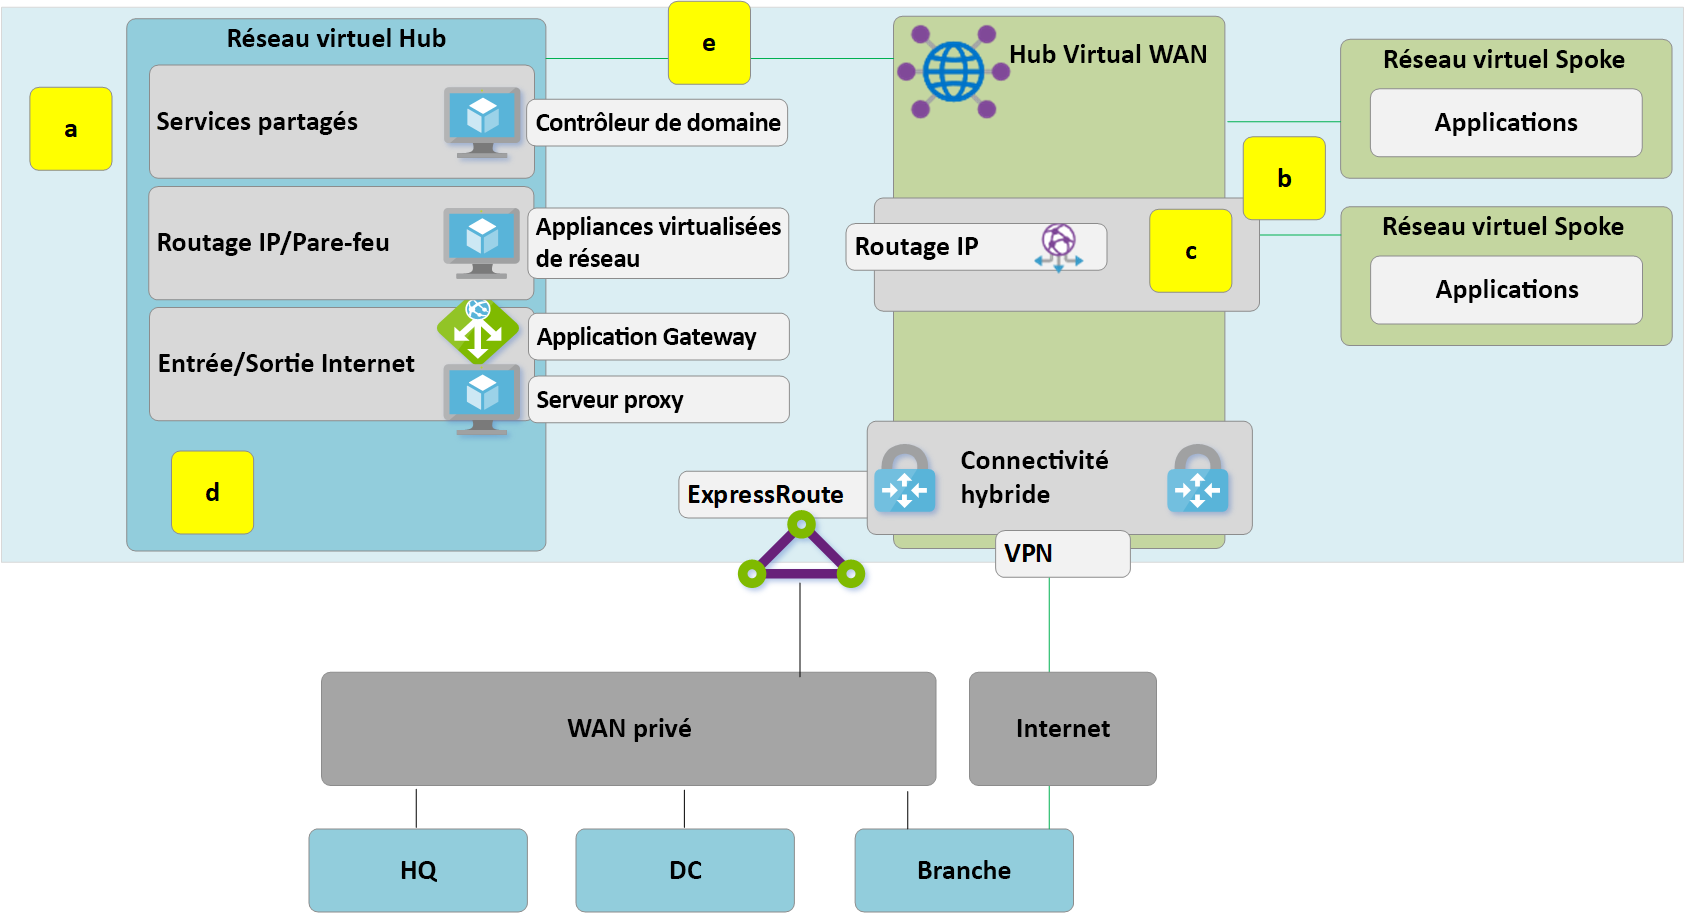 a
Réseau virtuel Hub
Services partagés
Contrôleur de domaine
Routage IP/Pare-feu
Appliances virtualisées
de réseau
Entrée/Sortie Internet
Application Gateway
Serveur proxy
d
e
Hub Virtual WAN
Routage IP
c
b
Réseau virtuel Spoke
Applications
Réseau virtuel Spoke
Applications
ExpressRoute
Connectivité
hybride
VPN
WAN privé
Internet
HQ
DC
Branche